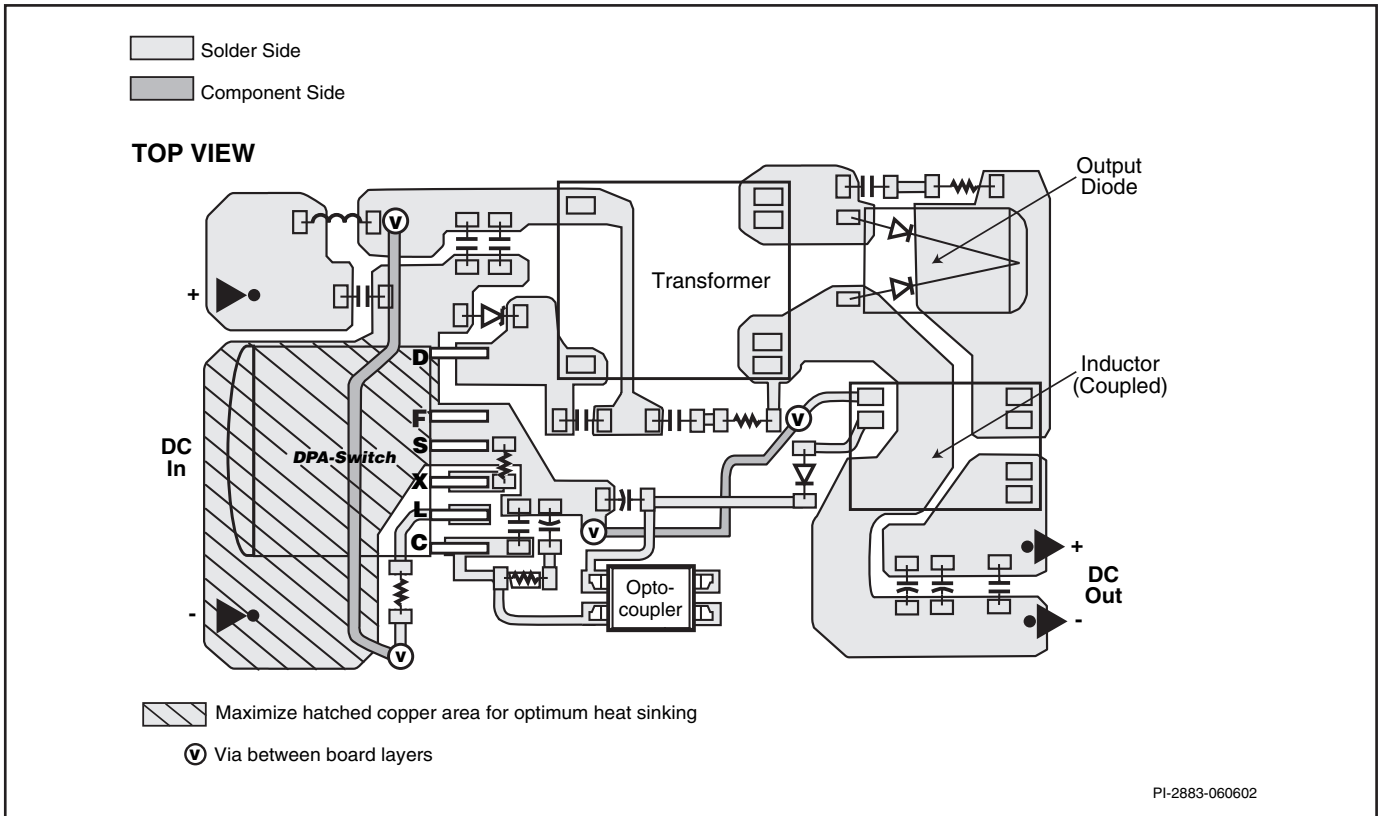 Solder Side
Component Side
TOP VIEW
Output
Diode
V
Transformer
+
D
Inductor
(Coupled)
F
V
DC
In
S
DPA-Switch
X
L
V
C
+
Opto-
coupler
DC
Out
-
-
V
Maximize hatched copper area for optimum heat sinking
V Via between board layers
PI-2883-060602